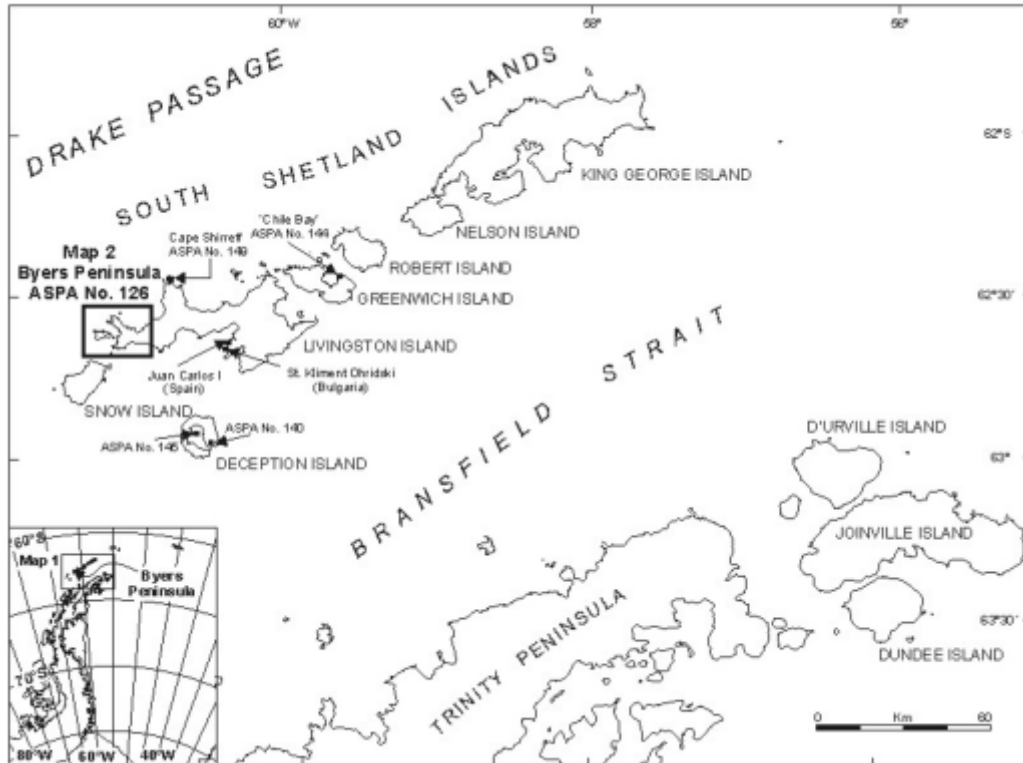 60°W
58°
56°
DRAKE PASSAGE
SOUTH SHETLAND ISLANDS
62°S
KING GEORGE ISLAND
NELSON ISLAND
'Chile Bay'
ASPA No. 144
Cape Shirreff
ASPA No. 149
ROBERT ISLAND
Map 2
Byers Peninsula
ASPA No. 126
GREENWICH ISLAND
62°30'
LIVINGSTON ISLAND
Juan Carlos I
(Spain)
St. Kliment Ohridski
(Bulgaria)
SNOW ISLAND
ASPA No. 140
ASPA No. 145
DECEPTION ISLAND
BRANSFIELD STRAIT
D'URVILLE ISLAND
63°
JOINVILLE ISLAND
TRINITY PENINSULA
63°30'
DUNDEE ISLAND
60°S
Map 1
Byers
Peninsula
70°S
80°W
60°W
40°W
0 Km 60